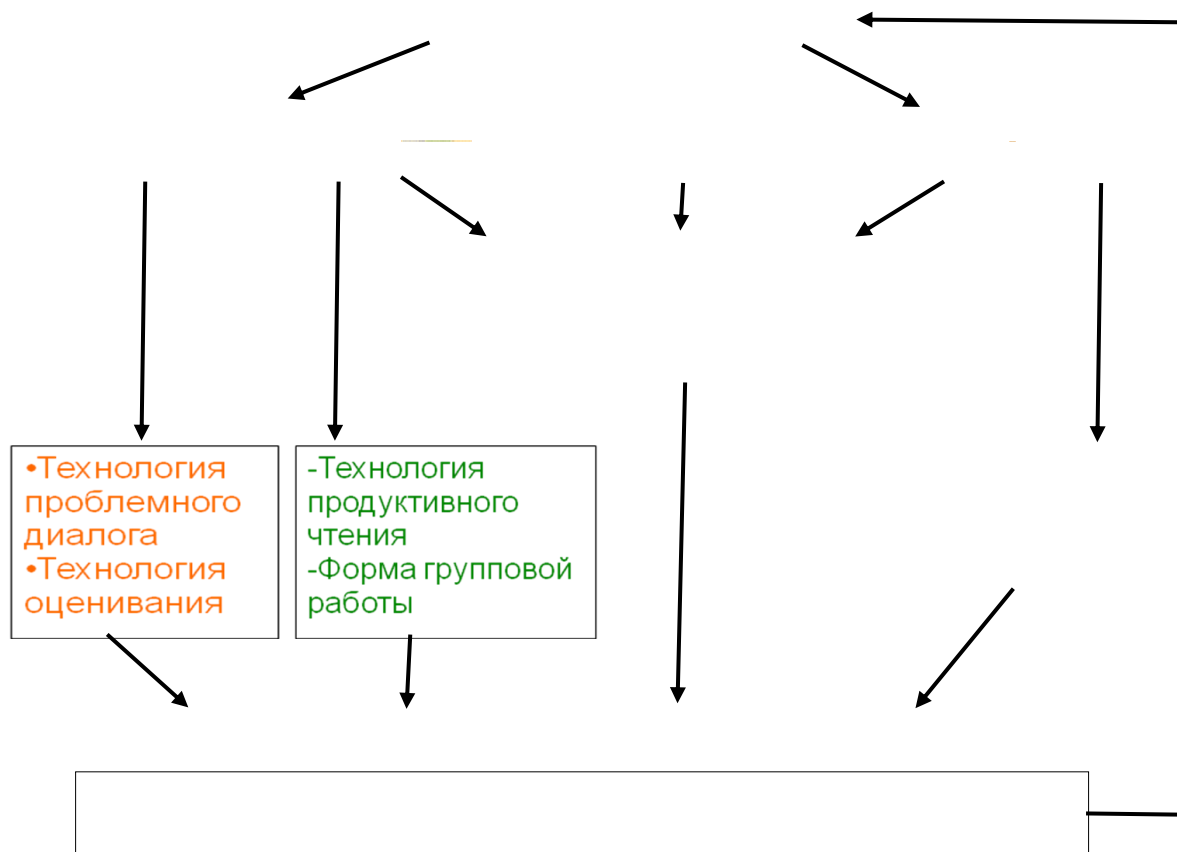 •Технология
проблемного
диалога
•Технология
оценивания
-Технология
продуктивного
чтения
-Форма групповой
работы